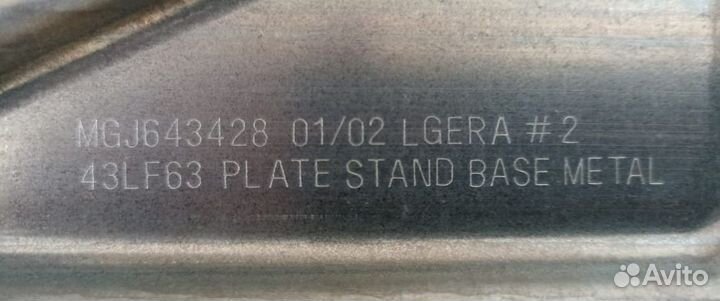 MGJ643428 01/02 LGERA #2
43LF63 PLATE STAND BASE METAL
Avito